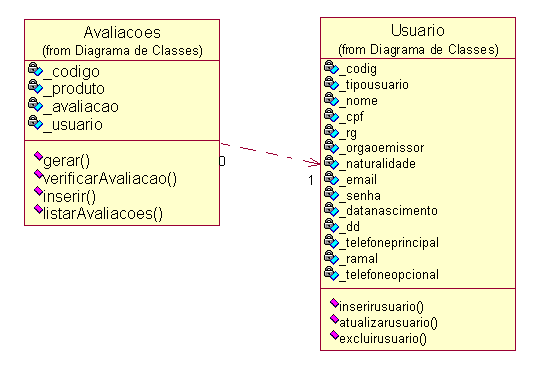 Avaliacoes
(from Diagrama de Classes)
_codigo
_produto
_avaliacao
_usuario
gerar()
verificarAvaliacao()
inserir()
listarAvaliacoes()
0
1
Usuario
(from Diagrama de Classes)
_codig
_tipousuario
_nome
_cpf
_rg
_orgaoemissor
_naturalidade
_email
_senha
_datanascimento
_dd
_telefoneprincipal
_ramal
_telefoneopcional
inserirusuario()
atualizarusuario()
excluirusuario()